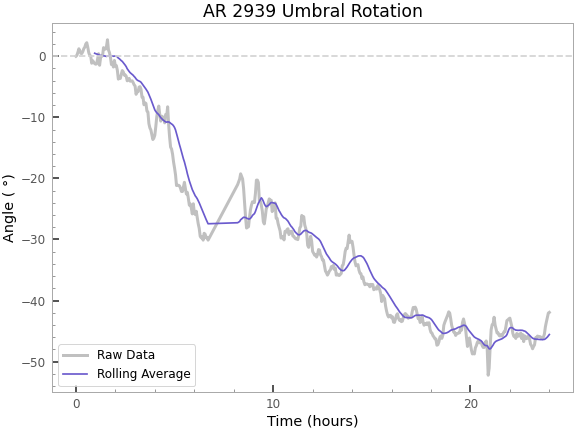 AR 2939 Umbral Rotation
0
−10
−20
−30
−40
−50
Angle ( °)
Raw Data
Rolling Average
0
10
20
Time (hours)